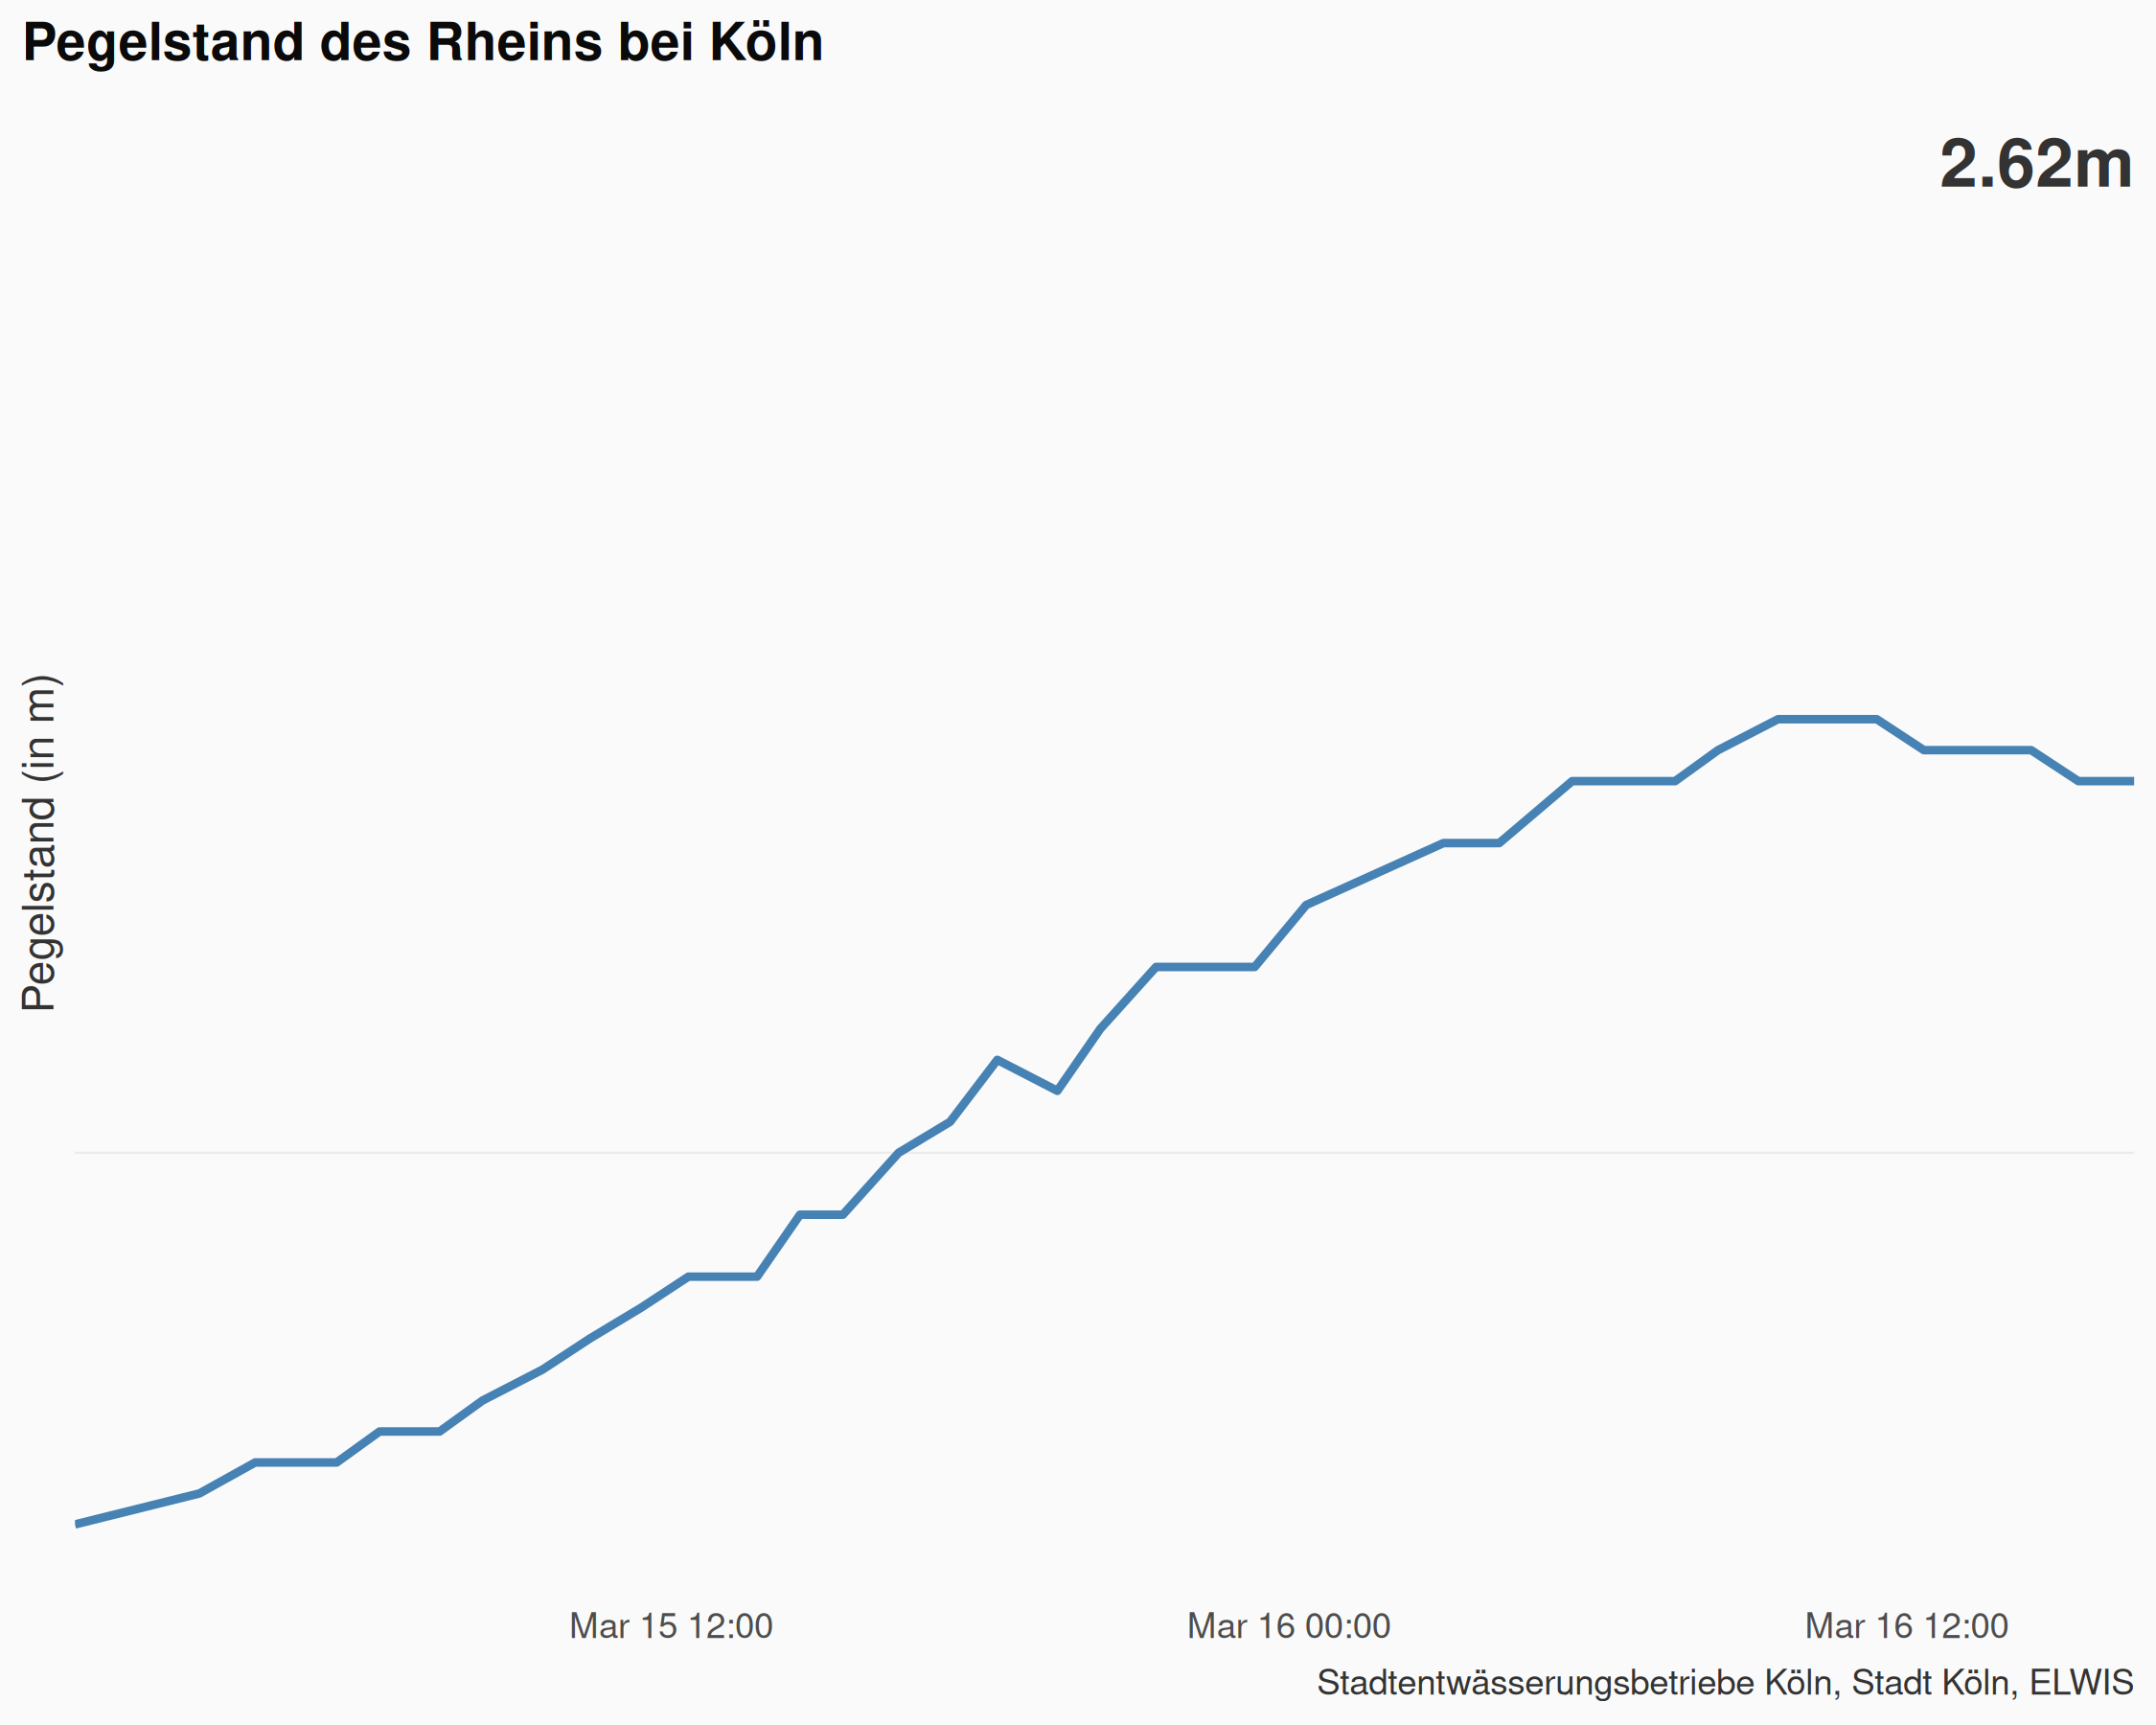 Pegelstand des Rheins bei Köln
2.62m
Pegelstand (in m)
Mar 15 12:00
Mar 16 00:00
Mar 16 12:00
Stadtentwässerungsbetriebe Köln, Stadt Köln, ELWIS